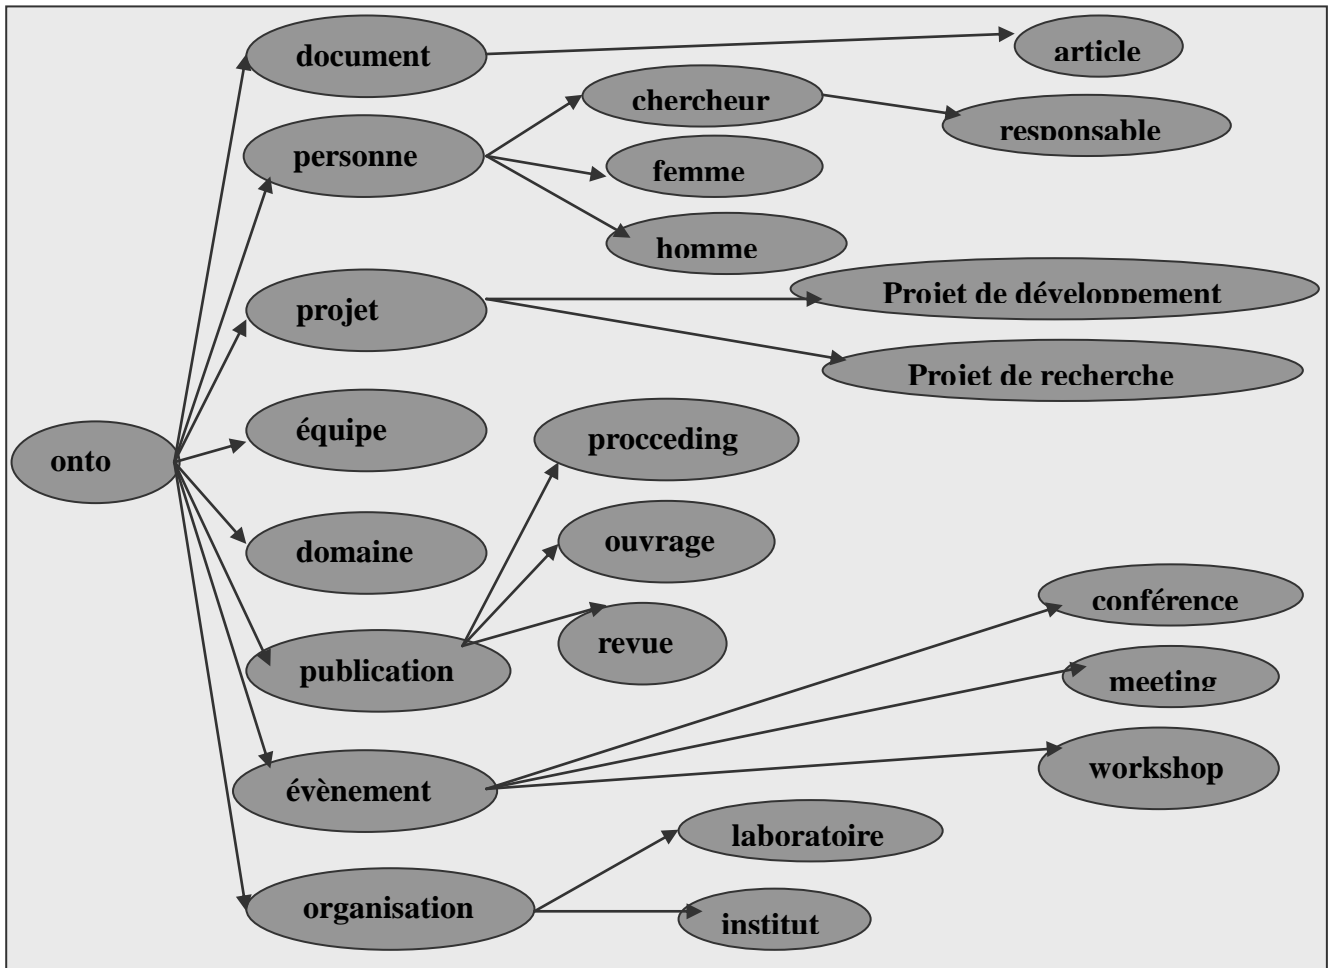 document
article
chercheur
responsable
personne
femme
homme
Projet de développement
projet
Projet de recherche
équipe
procceding
onto
ouvrage
domaine
conférence
revue
publication
meeting
workshop
évènement
laboratoire
organisation
institut